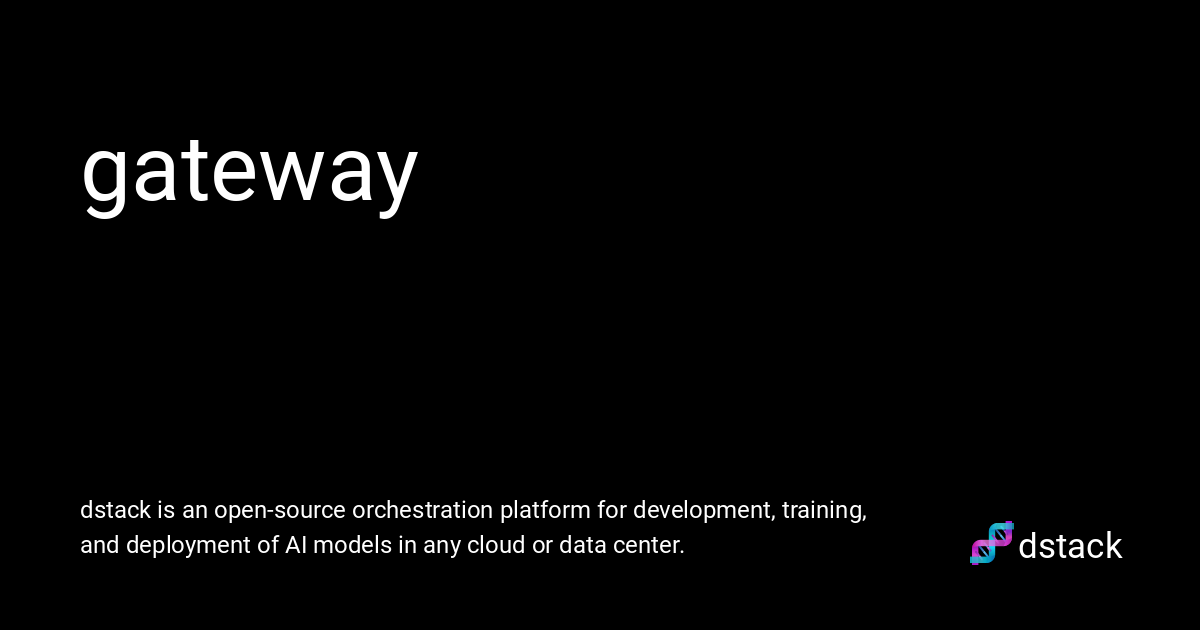 gateway
dstack is an open-source orchestration platform for development, training,
and deployment of AI models in any cloud or data center.
dstack